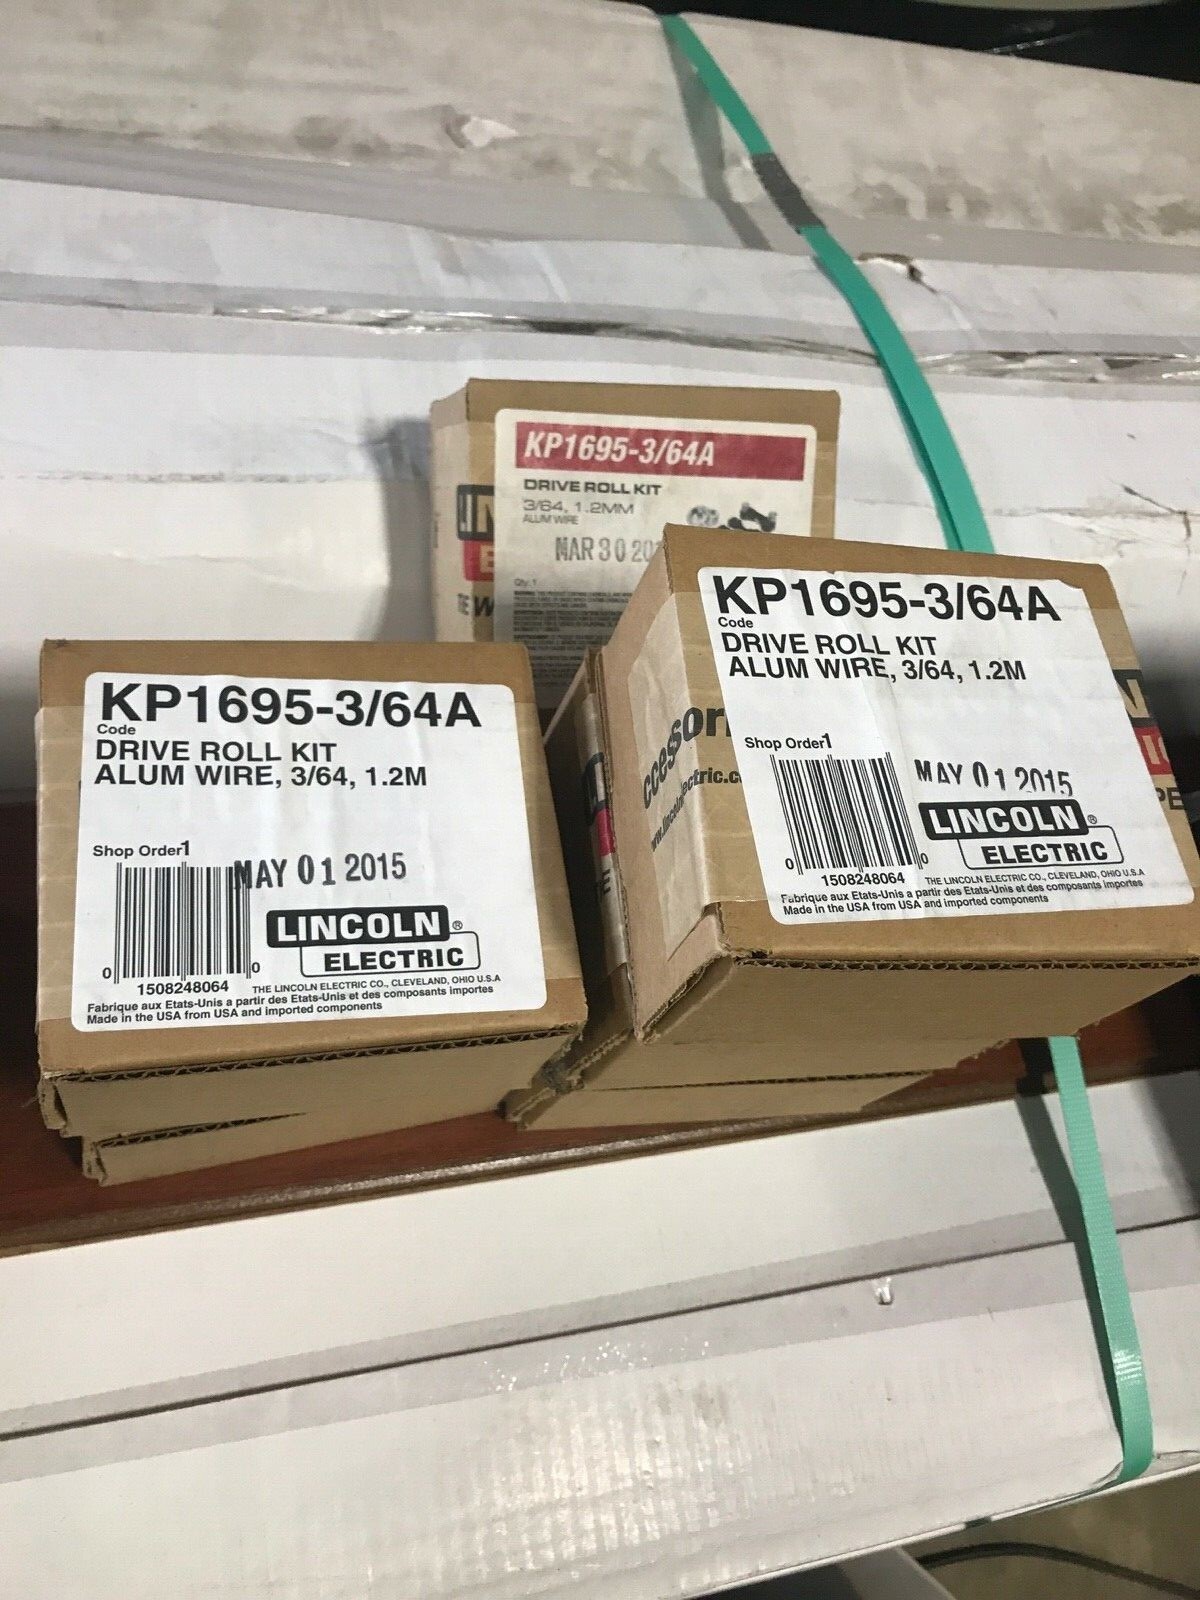 KP1695-3/64A
DRIVE ROLL KIT
3/64, 1.2MM
ALUM WIRE
MAR 30 20
Qty. 1
KP1695-3/64A
Code
DRIVE ROLL KIT
ALUM WIRE, 3/64, 1.2M
Shop Order1
MAY 01 2015
0 1508248064 0
LINCOLN ®
ELECTRIC
THE LINCOLN ELECTRIC CO., CLEVELAND, OHIO U.S.A
Fabrique aux Etats-Unis a partir des Etats-Unis et des composants importes
Made in the USA from USA and imported components
KP1695-3/64A
Code
DRIVE ROLL KIT
ALUM WIRE, 3/64, 1.2M
Shop Order1
MAY 01 2015
0 1508248064 0
LINCOLN ®
ELECTRIC
THE LINCOLN ELECTRIC CO., CLEVELAND, OHIO U.S.A
Fabrique aux Etats-Unis a partir des Etats-Unis et des composants importes
Made in the USA from USA and imported components